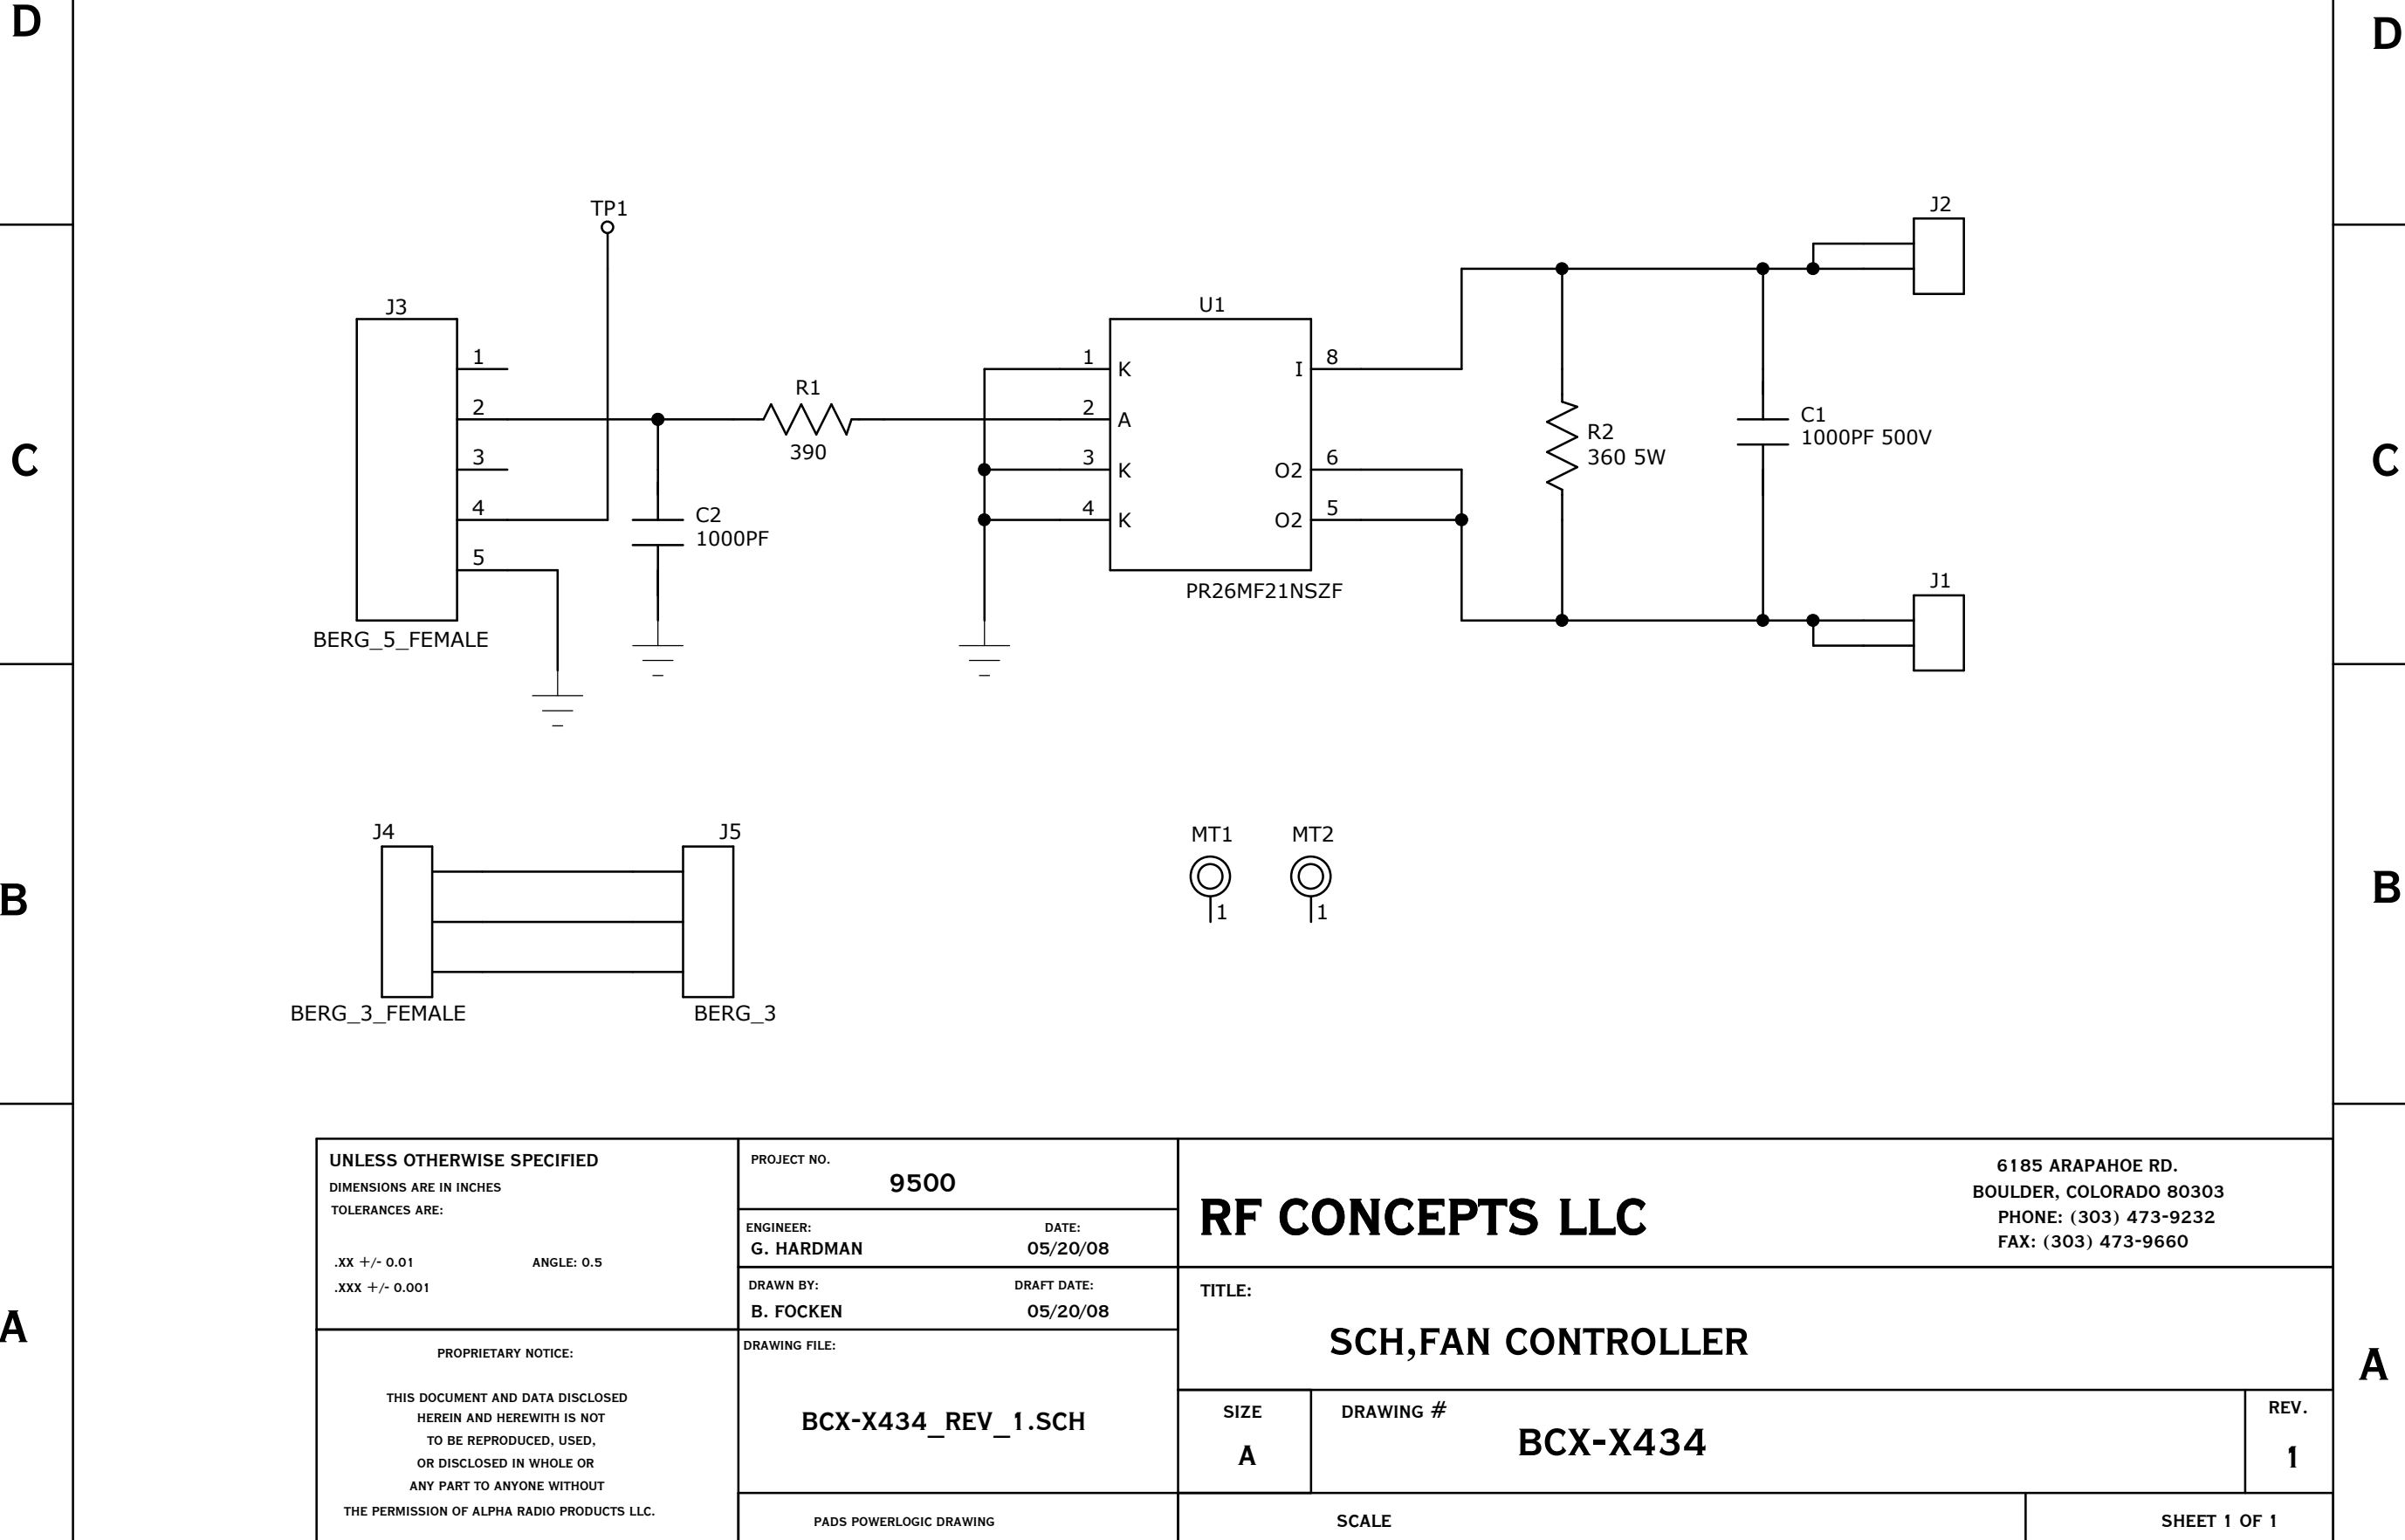 D
D
TP1
J2
J3
U1
1
1
K
I
8
R1
2
2
A
C1
1000PF 500V
R2
360 5W
390
C
C
3
3
K
O2
6
4
4
K
O2
5
C2
1000PF
5
J1
PR26MF21NSZF
BERG_5_FEMALE
J4
J5
MT1
MT2
B
B
1
1
BERG_3_FEMALE
BERG_3
UNLESS OTHERWISE SPECIFIED
DIMENSIONS ARE IN INCHES
TOLERANCES ARE:
.XX +/- 0.01
ANGLE: 0.5
.XXX +/- 0.001
PROJECT NO.
9500
ENGINEER:
DATE:
G. HARDMAN
05/20/08
DRAWN BY:
DRAFT DATE:
B. FOCKEN
05/20/08
RF CONCEPTS LLC
6185 ARAPAHOE RD.
BOULDER, COLORADO 80303
PHONE: (303) 473-9232
FAX: (303) 473-9660
TITLE:
SCH,FAN CONTROLLER
A
A
PROPRIETARY NOTICE:
THIS DOCUMENT AND DATA DISCLOSED
HEREIN AND HEREWITH IS NOT
TO BE REPRODUCED, USED,
OR DISCLOSED IN WHOLE OR
ANY PART TO ANYONE WITHOUT
THE PERMISSION OF ALPHA RADIO PRODUCTS LLC.
DRAWING FILE:
BCX-X434_REV_1.SCH
PADS POWERLOGIC DRAWING
SIZE
A
DRAWING #
BCX-X434
REV.
1
SCALE
SHEET 1 OF 1